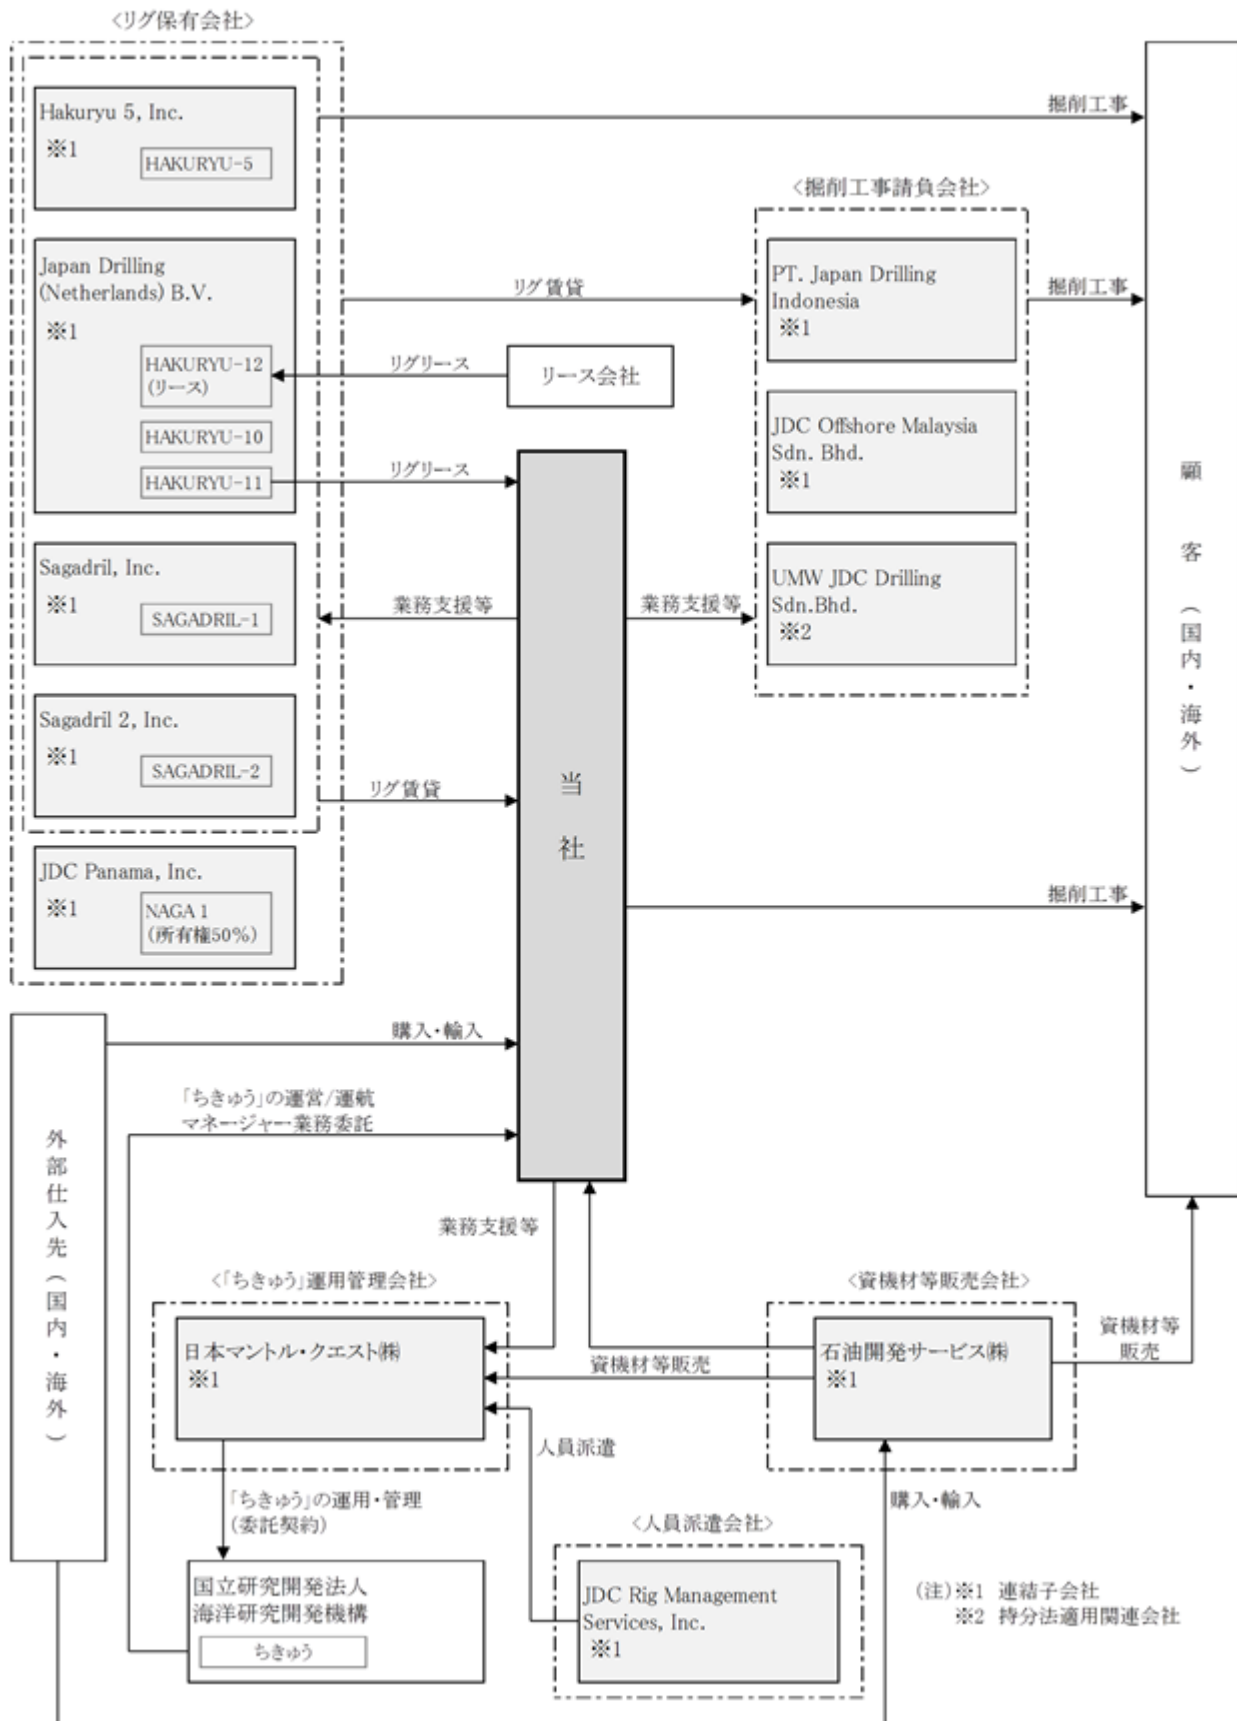 <リグ保有会社>
Hakuryu 5, Inc.
※1
HAKURYU-5
掘削工事
Japan Drilling
(Netherlands) B.V.
※1
HAKURYU-12
(リース)
HAKURYU-10
HAKURYU-11
リグ賃貸
リグリース
リース会社
リグリース
<掘削工事請負会社>
PT. Japan Drilling
Indonesia
※1
掘削工事
JDC Offshore Malaysia
Sdn. Bhd.
※1
UMW JDC Drilling
Sdn.Bhd.
※2
Sagadril, Inc.
※1
SAGADRIL-1
業務支援等
業務支援等
Sagadril 2, Inc.
※1
SAGADRIL-2
リグ賃貸
当社
JDC Panama, Inc.
※1
NAGA 1
(所有権50%)
掘削工事
顧客(国内・海外)
購入・輸入
「ちきゅう」の運営/運航
マネージャー業務委託
外部仕入先(国内・海外)
業務支援等
<「ちきゅう」運用管理会社>
日本マントル・クエスト㈱
※1
資機材等販売
<資機材等販売会社>
石油開発サービス㈱
※1
資機材等
販売
人員派遣
「ちきゅう」の運用・管理
(委託契約)
購入・輸入
国立研究開発法人
海洋研究開発機構
ちきゅう
<人員派遣会社>
JDC Rig Management
Services, Inc.
※1
(注)※1 連結子会社
※2 持分法適用関連会社